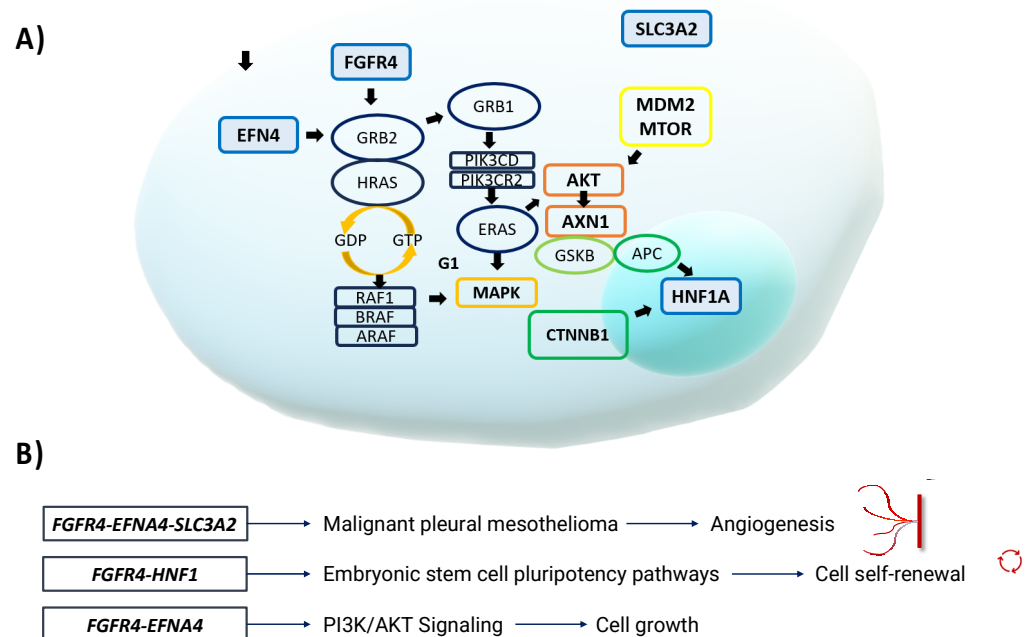 A)
SLC3A2
FGFR4
GRB1
MDM2
MTOR
EFN4
GRB2
PIK3CD
PIK3CR2
HRAS
AKT
AXN1
ERAS
GDP
GTP
GSKB
APC
G1
RAF1
MAPK
HNF1A
BRAF
ARAF
CTNNB1
B)
FGFR4-EFNA4-SLC3A2 Malignant pleural mesothelioma Angiogenesis
FGFR4-HNF1 Embryonic stem cell pluripotency pathways Cell self-renewal
FGFR4-EFNA4 PI3K/AKT Signaling Cell growth